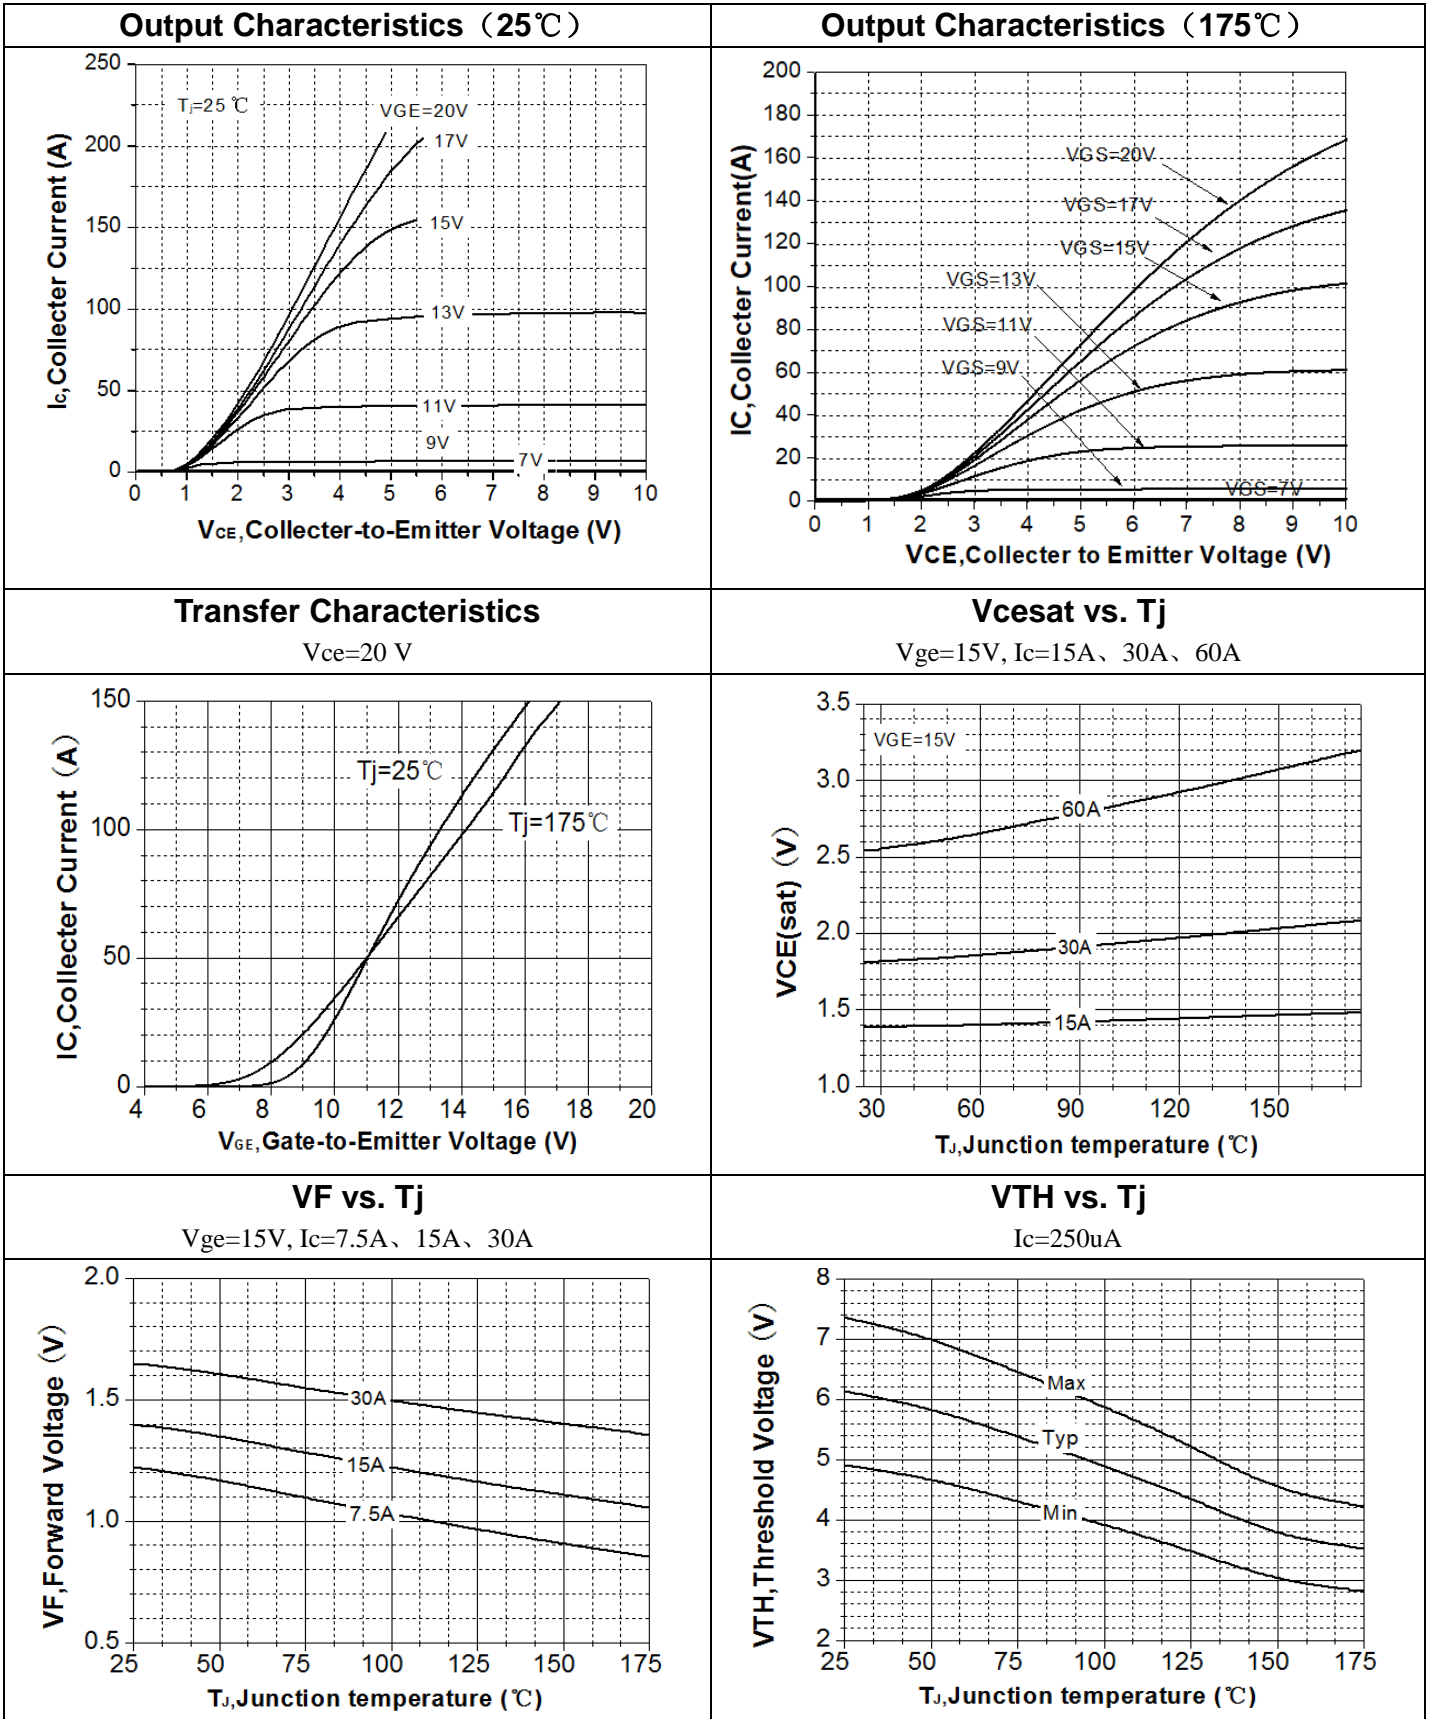 Output Characteristics（25℃）
250
200
150
100
50
0
Tj=25 ℃
VGE=20V
17V
15V
13V
11V
9V
7V
0 1 2 3 4 5 6 7 8 9 10
Ic,Collecter Current (A)
VCE,Collecter-to-Emitter Voltage (V)
Output Characteristics（175℃）
200
180
160
140
120
100
80
60
40
20
0
VGS=20V
VGS=17V
VGS=15V
VGS=13V
VGS=11V
VGS=9V
VGS=7V
0 1 2 3 4 5 6 7 8 9 10
IC,Collecter Current(A)
VCE,Collecter to Emitter Voltage (V)
Transfer Characteristics
Vce=20 V
150
100
50
0
Tj=25℃
Tj=175℃
4 6 8 10 12 14 16 18 20
IC,Collecter Current（A）
VGE,Gate-to-Emitter Voltage (V)
Vcesat vs. Tj
Vge=15V, Ic=15A、30A、60A
3.5
3.0
2.5
2.0
1.5
1.0
VGE=15V
60A
30A
15A
30 60 90 120 150
VCE(sat)（V）
TJ,Junction temperature (℃)
VF vs. Tj
Vge=15V, Ic=7.5A、15A、30A
2.0
1.5
1.0
0.5
30A
15A
7.5A
25 50 75 100 125 150 175
VF,Forward Voltage（V）
TJ,Junction temperature (℃)
VTH vs. Tj
Ic=250uA
8
7
6
5
4
3
2
Max
Typ
Min
25 50 75 100 125 150 175
VTH,Threshold Voltage（V）
TJ,Junction temperature (℃)